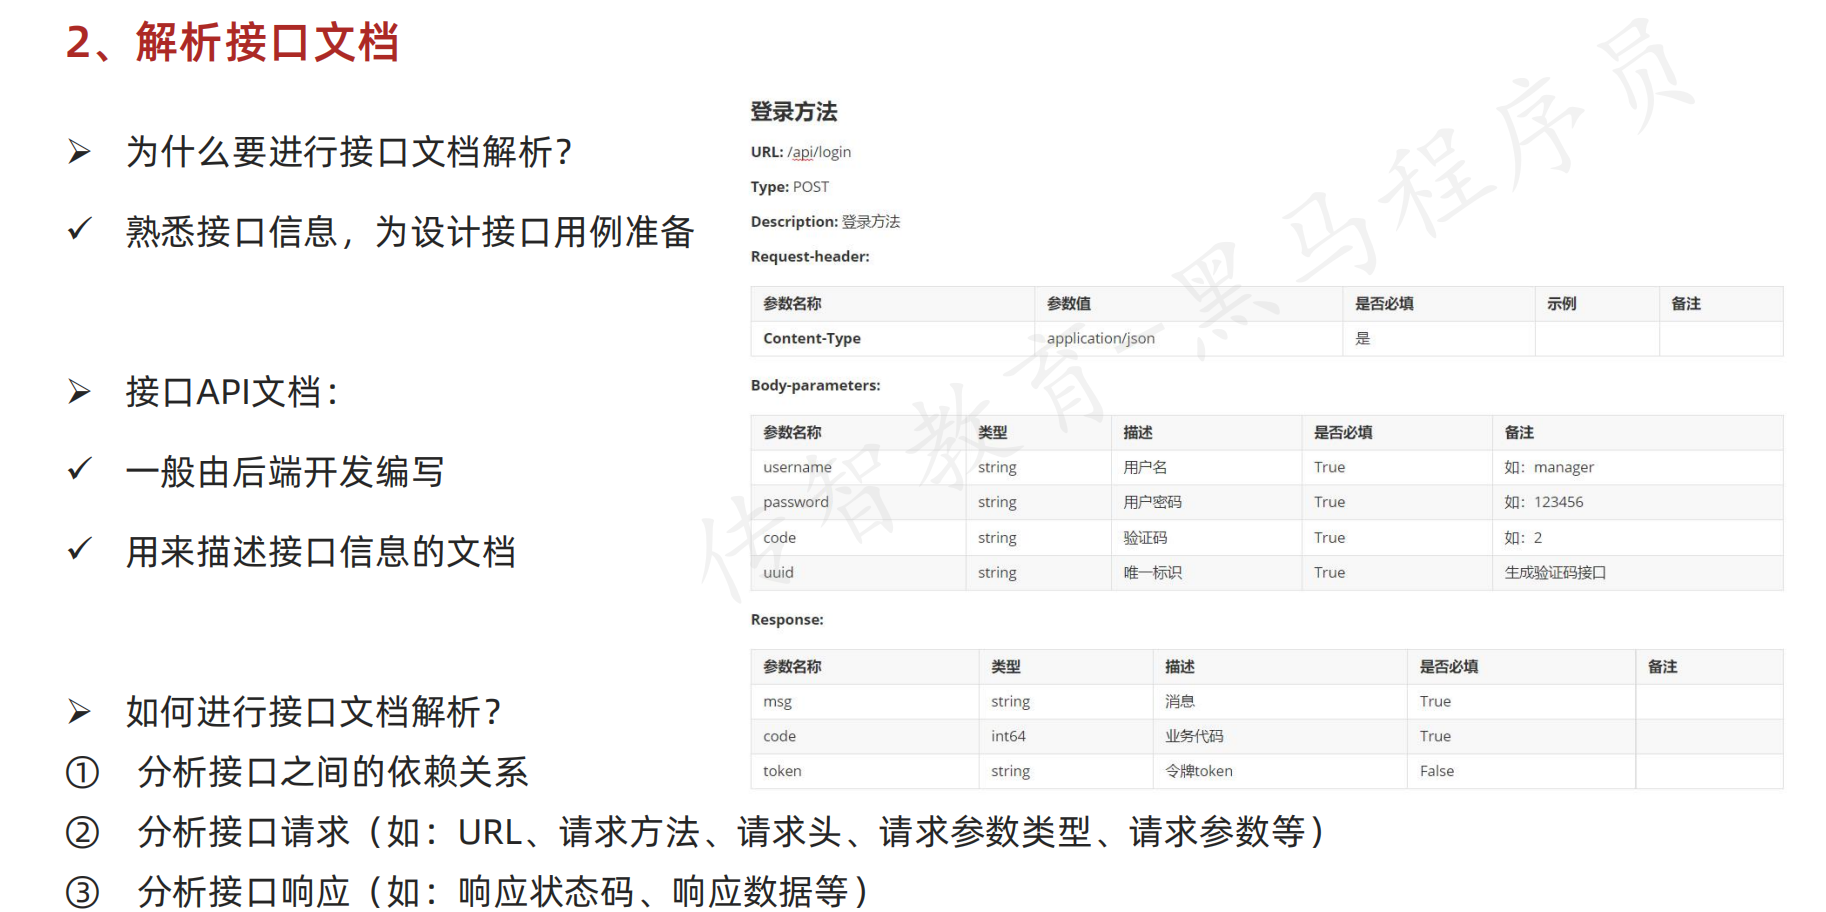 2、解析接口文档
➢ 为什么要进行接口文档解析?
✓ 熟悉接口信息，为设计接口用例准备
➢ 接口API文档：
✓ 一般由后端开发编写
✓ 用来描述接口信息的文档
➢ 如何进行接口文档解析?
① 分析接口之间的依赖关系
② 分析接口请求（如：URL、请求方法、请求头、请求参数类型、请求参数等）
③ 分析接口响应（如：响应状态码、响应数据等）
登录方法
URL: /api/login
Type: POST
Description: 登录方法
Request-header:
参数名称 参数值 是否必填 示例 备注
Content-Type application/json 是
Body-parameters:
参数名称 类型 描述 是否必填 备注
username string 用户名 True 如：manager
password string 用户密码 True 如：123456
code string 验证码 True 如：2
uuid string 唯一标识 True 生成验证码接口
Response:
参数名称 类型 描述 是否必填 备注
msg string 消息 True
code int64 业务代码 True
token string 令牌token False
传智教育-黑马程序员